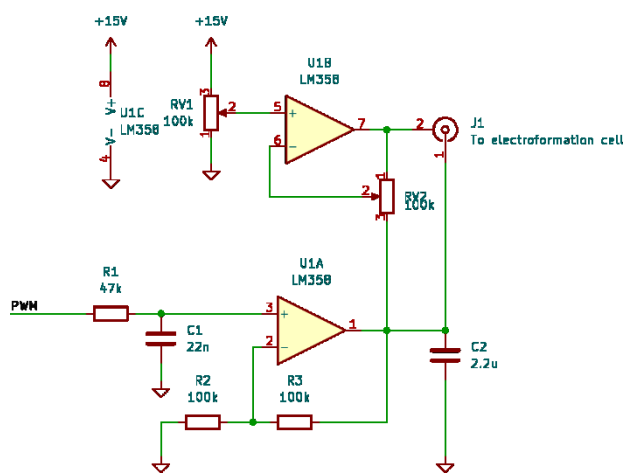 +15V
+15V
8
V+
U1C
LM358
V-
4
3
RV1
2
100k
1
U1B
LM358
5
+
7
6
-
2
J1
To electroformation cell
1
1
2
RV2
100k
3
U1A
LM358
R1
47k
PWM
3
+
1
2
-
C1
22n
C2
2.2u
R2
100k
R3
100k